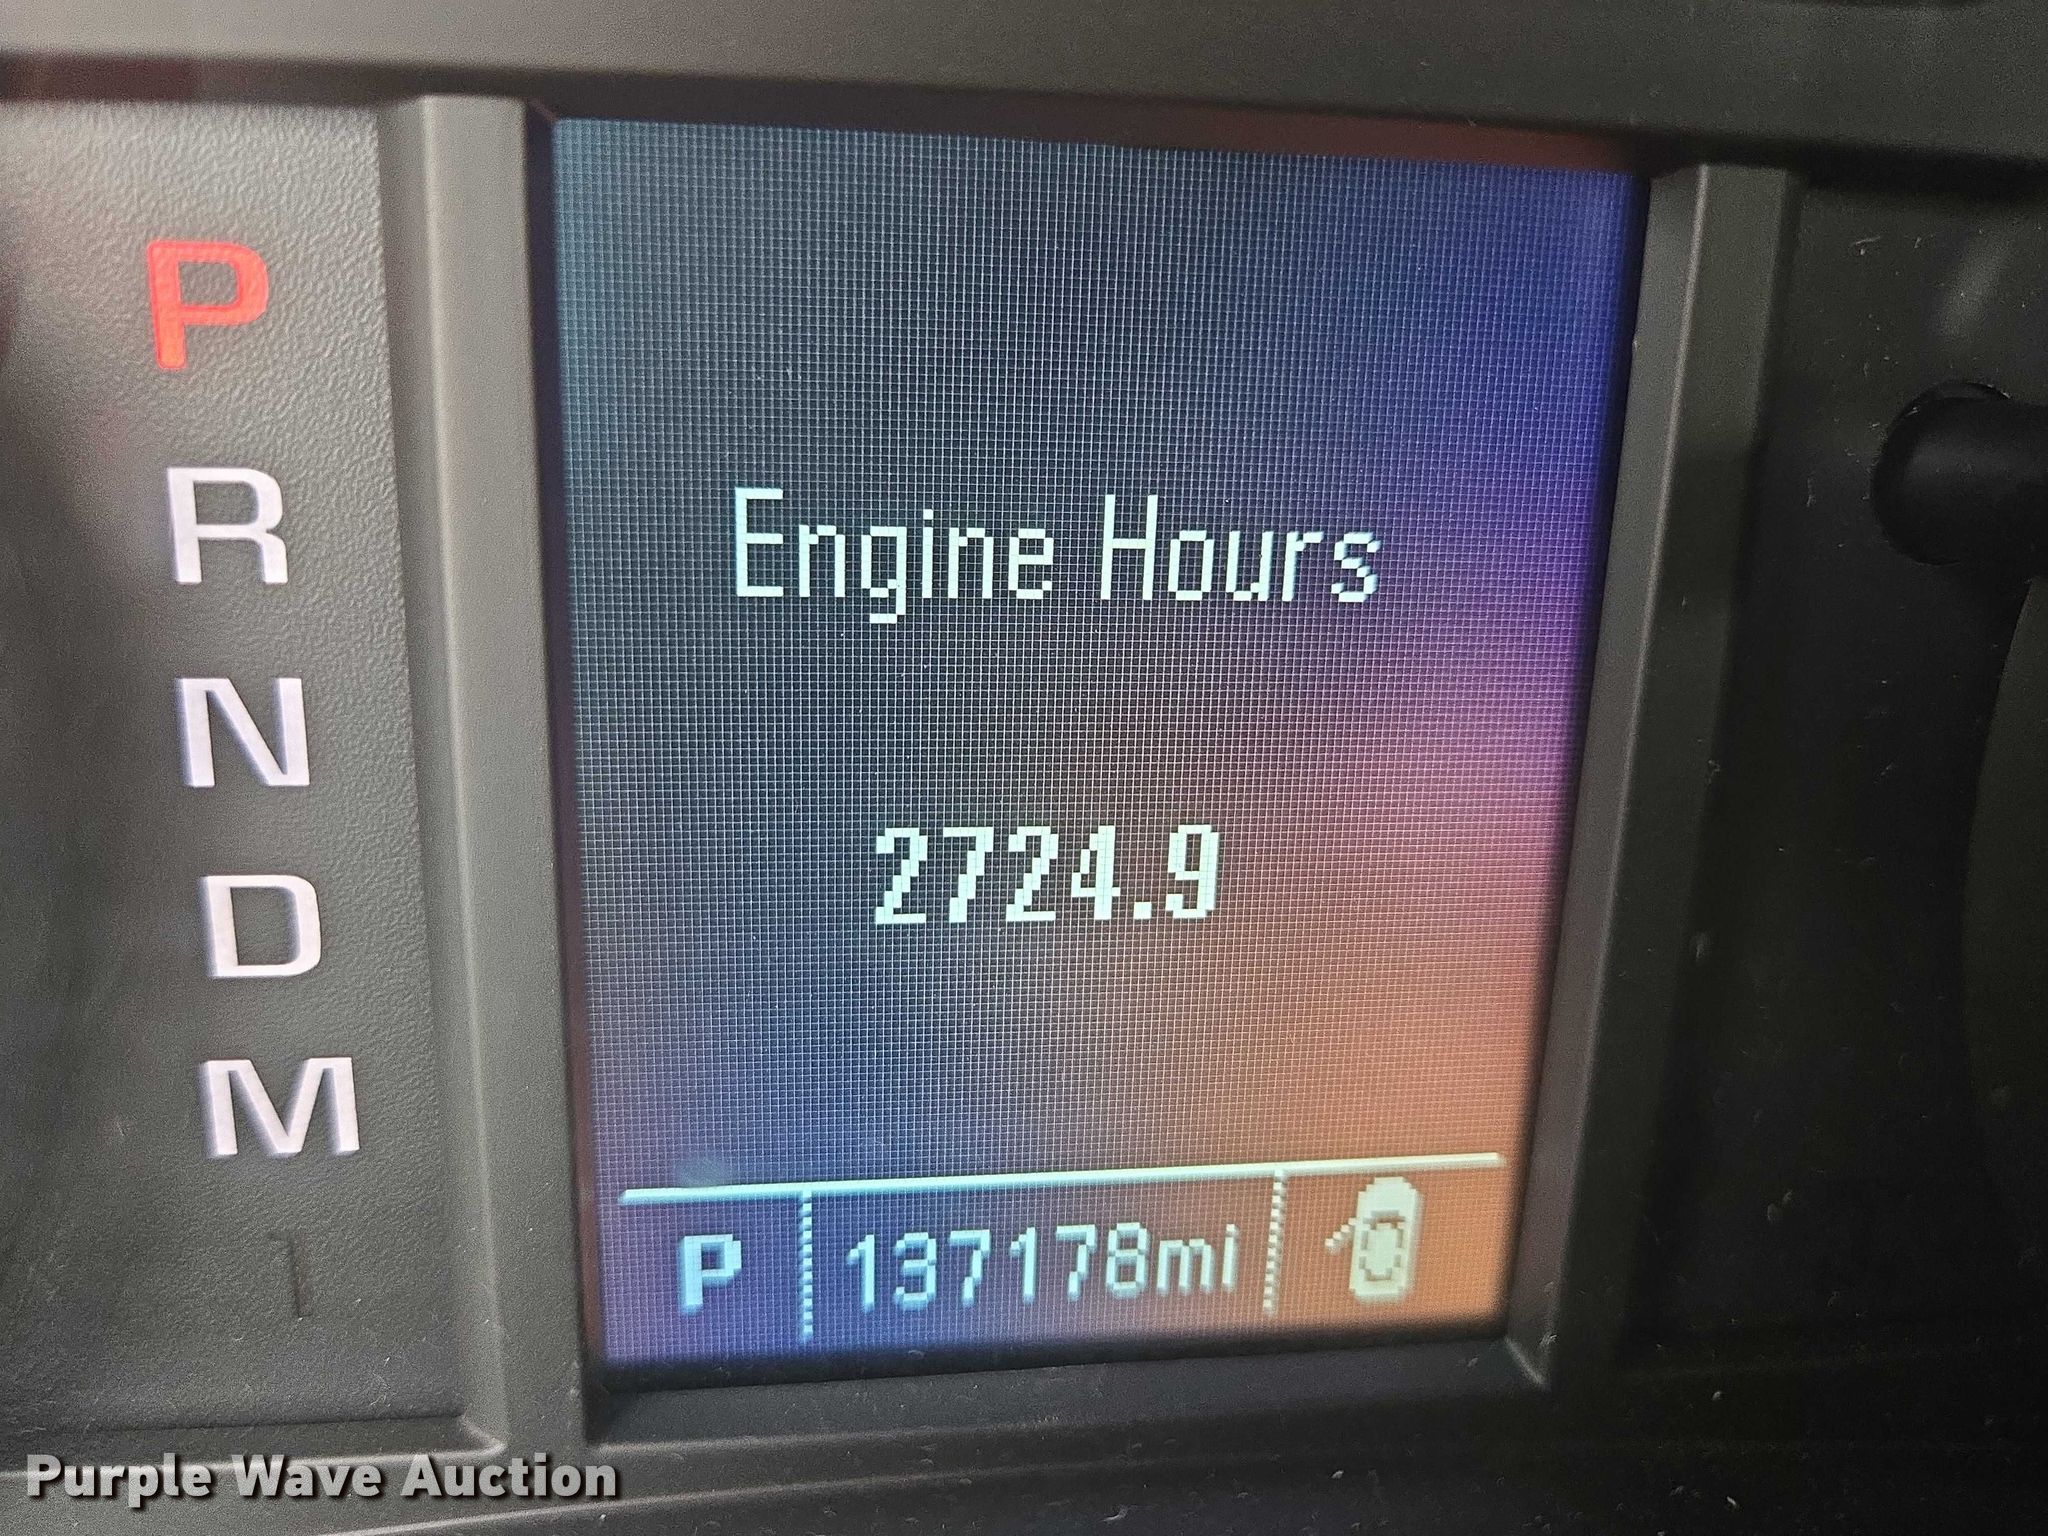 P
R
N
D
M
Engine Hours
2724.9
P 137178mi
Purple Wave Auction